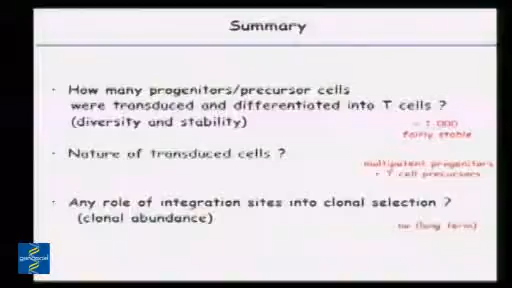 Summary
· How many progenitors/precursor cells
were transduced and differentiated into T cells ?
(diversity and stability)
~ 1 000
fairly stable
· Nature of transduced cells ?
multipotent progenitors
+ T cell precursors
· Any role of integration sites into clonal selection ?
(clonal abundance)
no (long term)